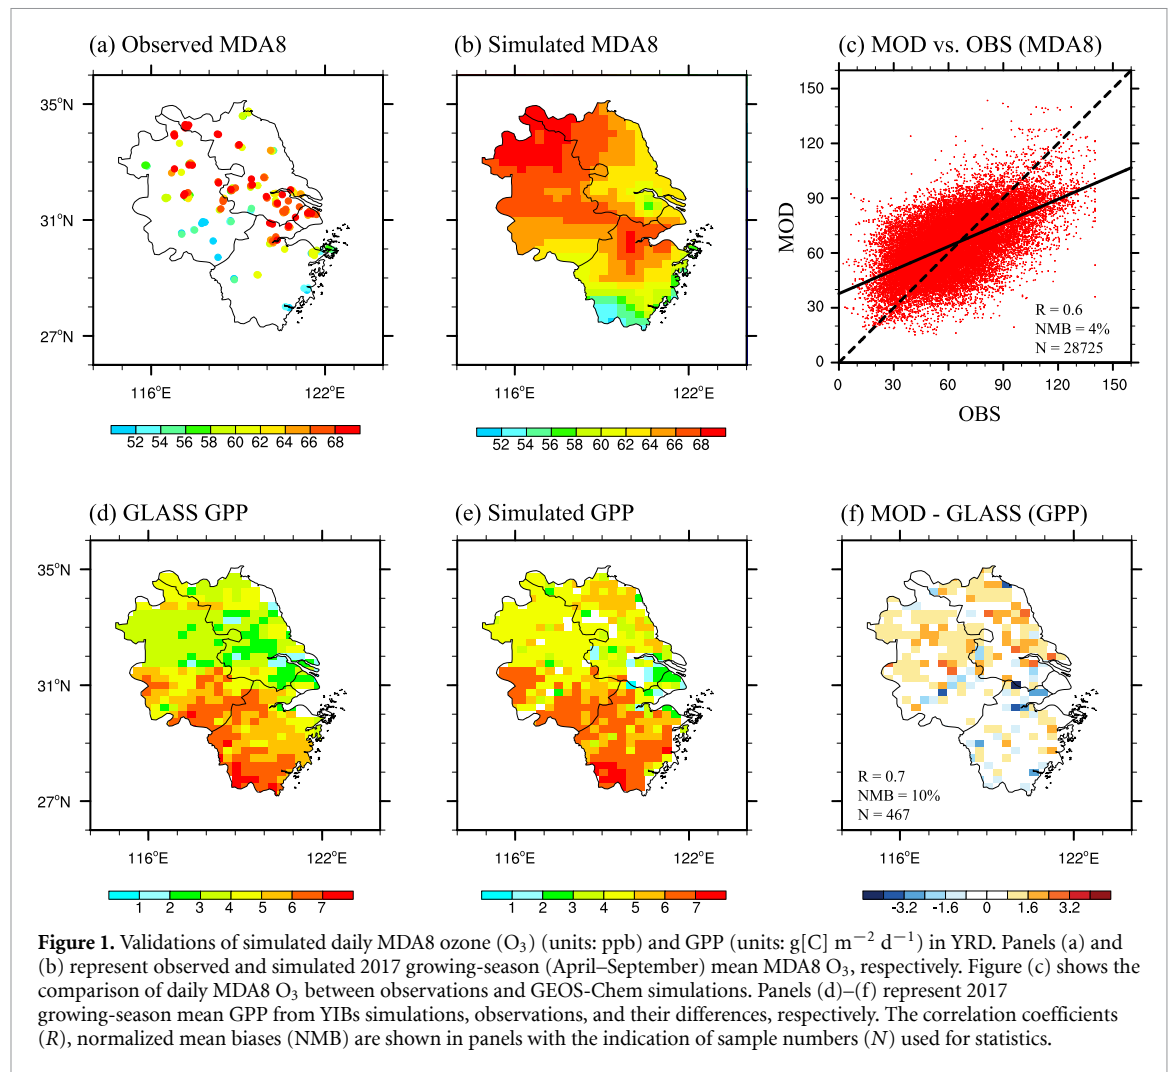 (a) Observed MDA8
(b) Simulated MDA8
(c) MOD vs. OBS (MDA8)
35°N
31°N
27°N
116°E
122°E
52 54 56 58 60 62 64 66 68
116°E
122°E
52 54 56 58 60 62 64 66 68
MOD
150
120
90
60
30
0
R = 0.6
NMB = 4%
N = 28725
0 30 60 90 120 150
OBS
(d) GLASS GPP
(e) Simulated GPP
(f) MOD - GLASS (GPP)
35°N
31°N
27°N
116°E
122°E
1 2 3 4 5 6 7
116°E
122°E
1 2 3 4 5 6 7
R = 0.7
NMB = 10%
N = 467
116°E
122°E
-3.2 -1.6 0 1.6 3.2
Figure 1. Validations of simulated daily MDA8 ozone (O₃) (units: ppb) and GPP (units: g[C] m⁻² d⁻¹) in YRD. Panels (a) and
(b) represent observed and simulated 2017 growing-season (April–September) mean MDA8 O₃, respectively. Figure (c) shows the
comparison of daily MDA8 O₃ between observations and GEOS-Chem simulations. Panels (d)–(f) represent 2017
growing-season mean GPP from YIBs simulations, observations, and their differences, respectively. The correlation coefficients
(R), normalized mean biases (NMB) are shown in panels with the indication of sample numbers (N) used for statistics.